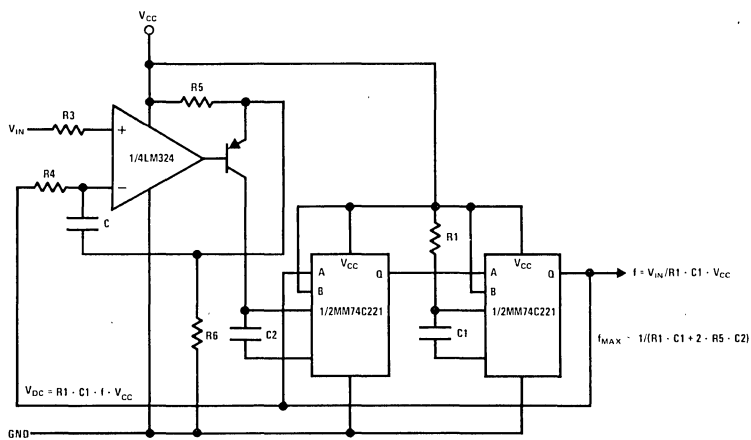 VCC
R5
R3
VIN
+
1/4LM324
R4
−
C
R1
VCC
VCC
A
Q
A
Q
f = VIN/R1 · C1 · VCC
B
B
1/2MM74C221
1/2MM74C221
R6
C2
C1
fMAX = 1/(R1 · C1 + 2 · R5 · C2)
VDC = R1 · C1 · f · VCC
GND